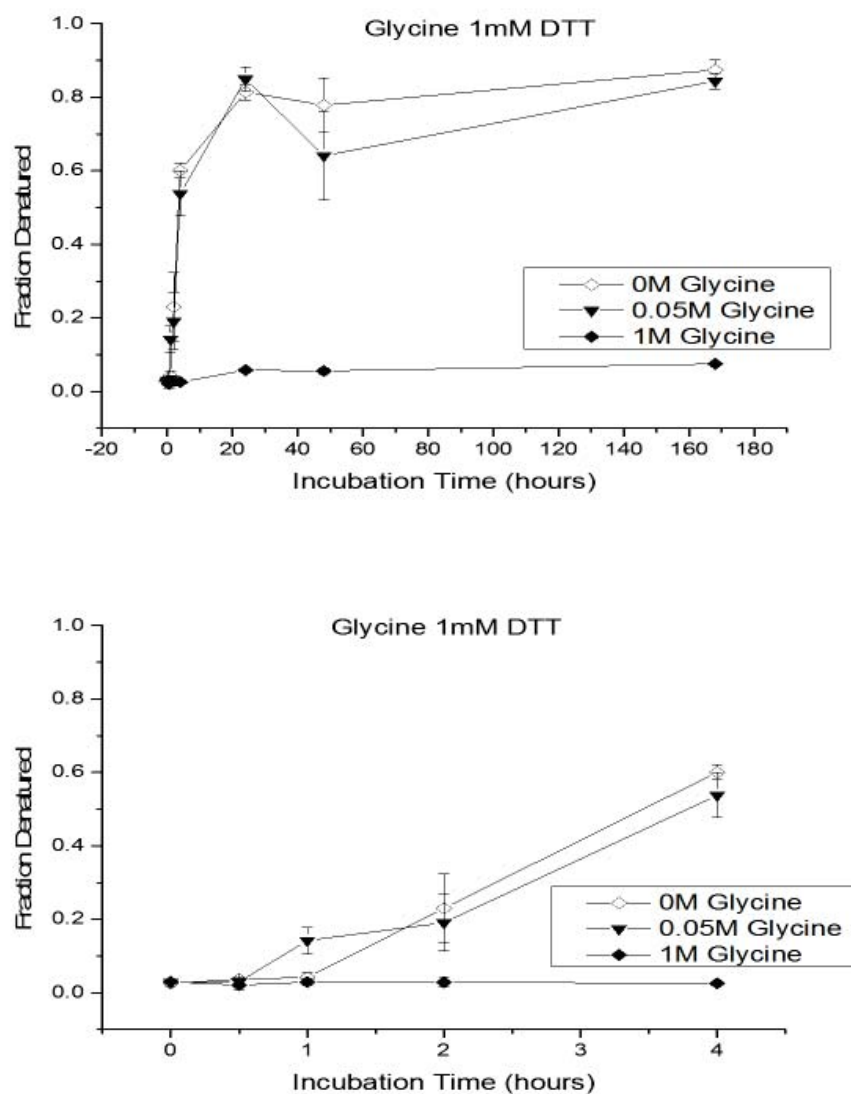 Glycine 1mM DTT
1.0
0.8
0.6
0.4
0.2
0.0
Fraction Denatured
0M Glycine
0.05M Glycine
1M Glycine
-20 0 20 40 60 80 100 120 140 160 180
Incubation Time (hours)
Glycine 1mM DTT
1.0
0.8
0.6
0.4
0.2
0.0
Fraction Denatured
0M Glycine
0.05M Glycine
1M Glycine
0 1 2 3 4
Incubation Time (hours)